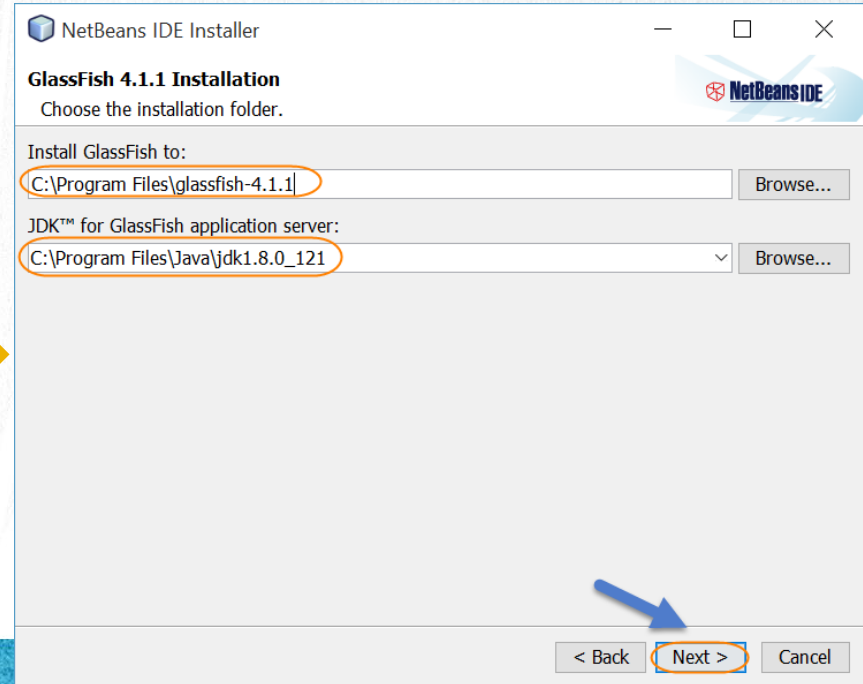 NetBeans IDE Installer
GlassFish 4.1.1 Installation
Choose the installation folder.
NetBeans IDE
Install GlassFish to:
C:\Program Files\glassfish-4.1.1
Browse...
JDK™ for GlassFish application server:
C:\Program Files\Java\jdk1.8.0_121
Browse...
< Back
Next >
Cancel